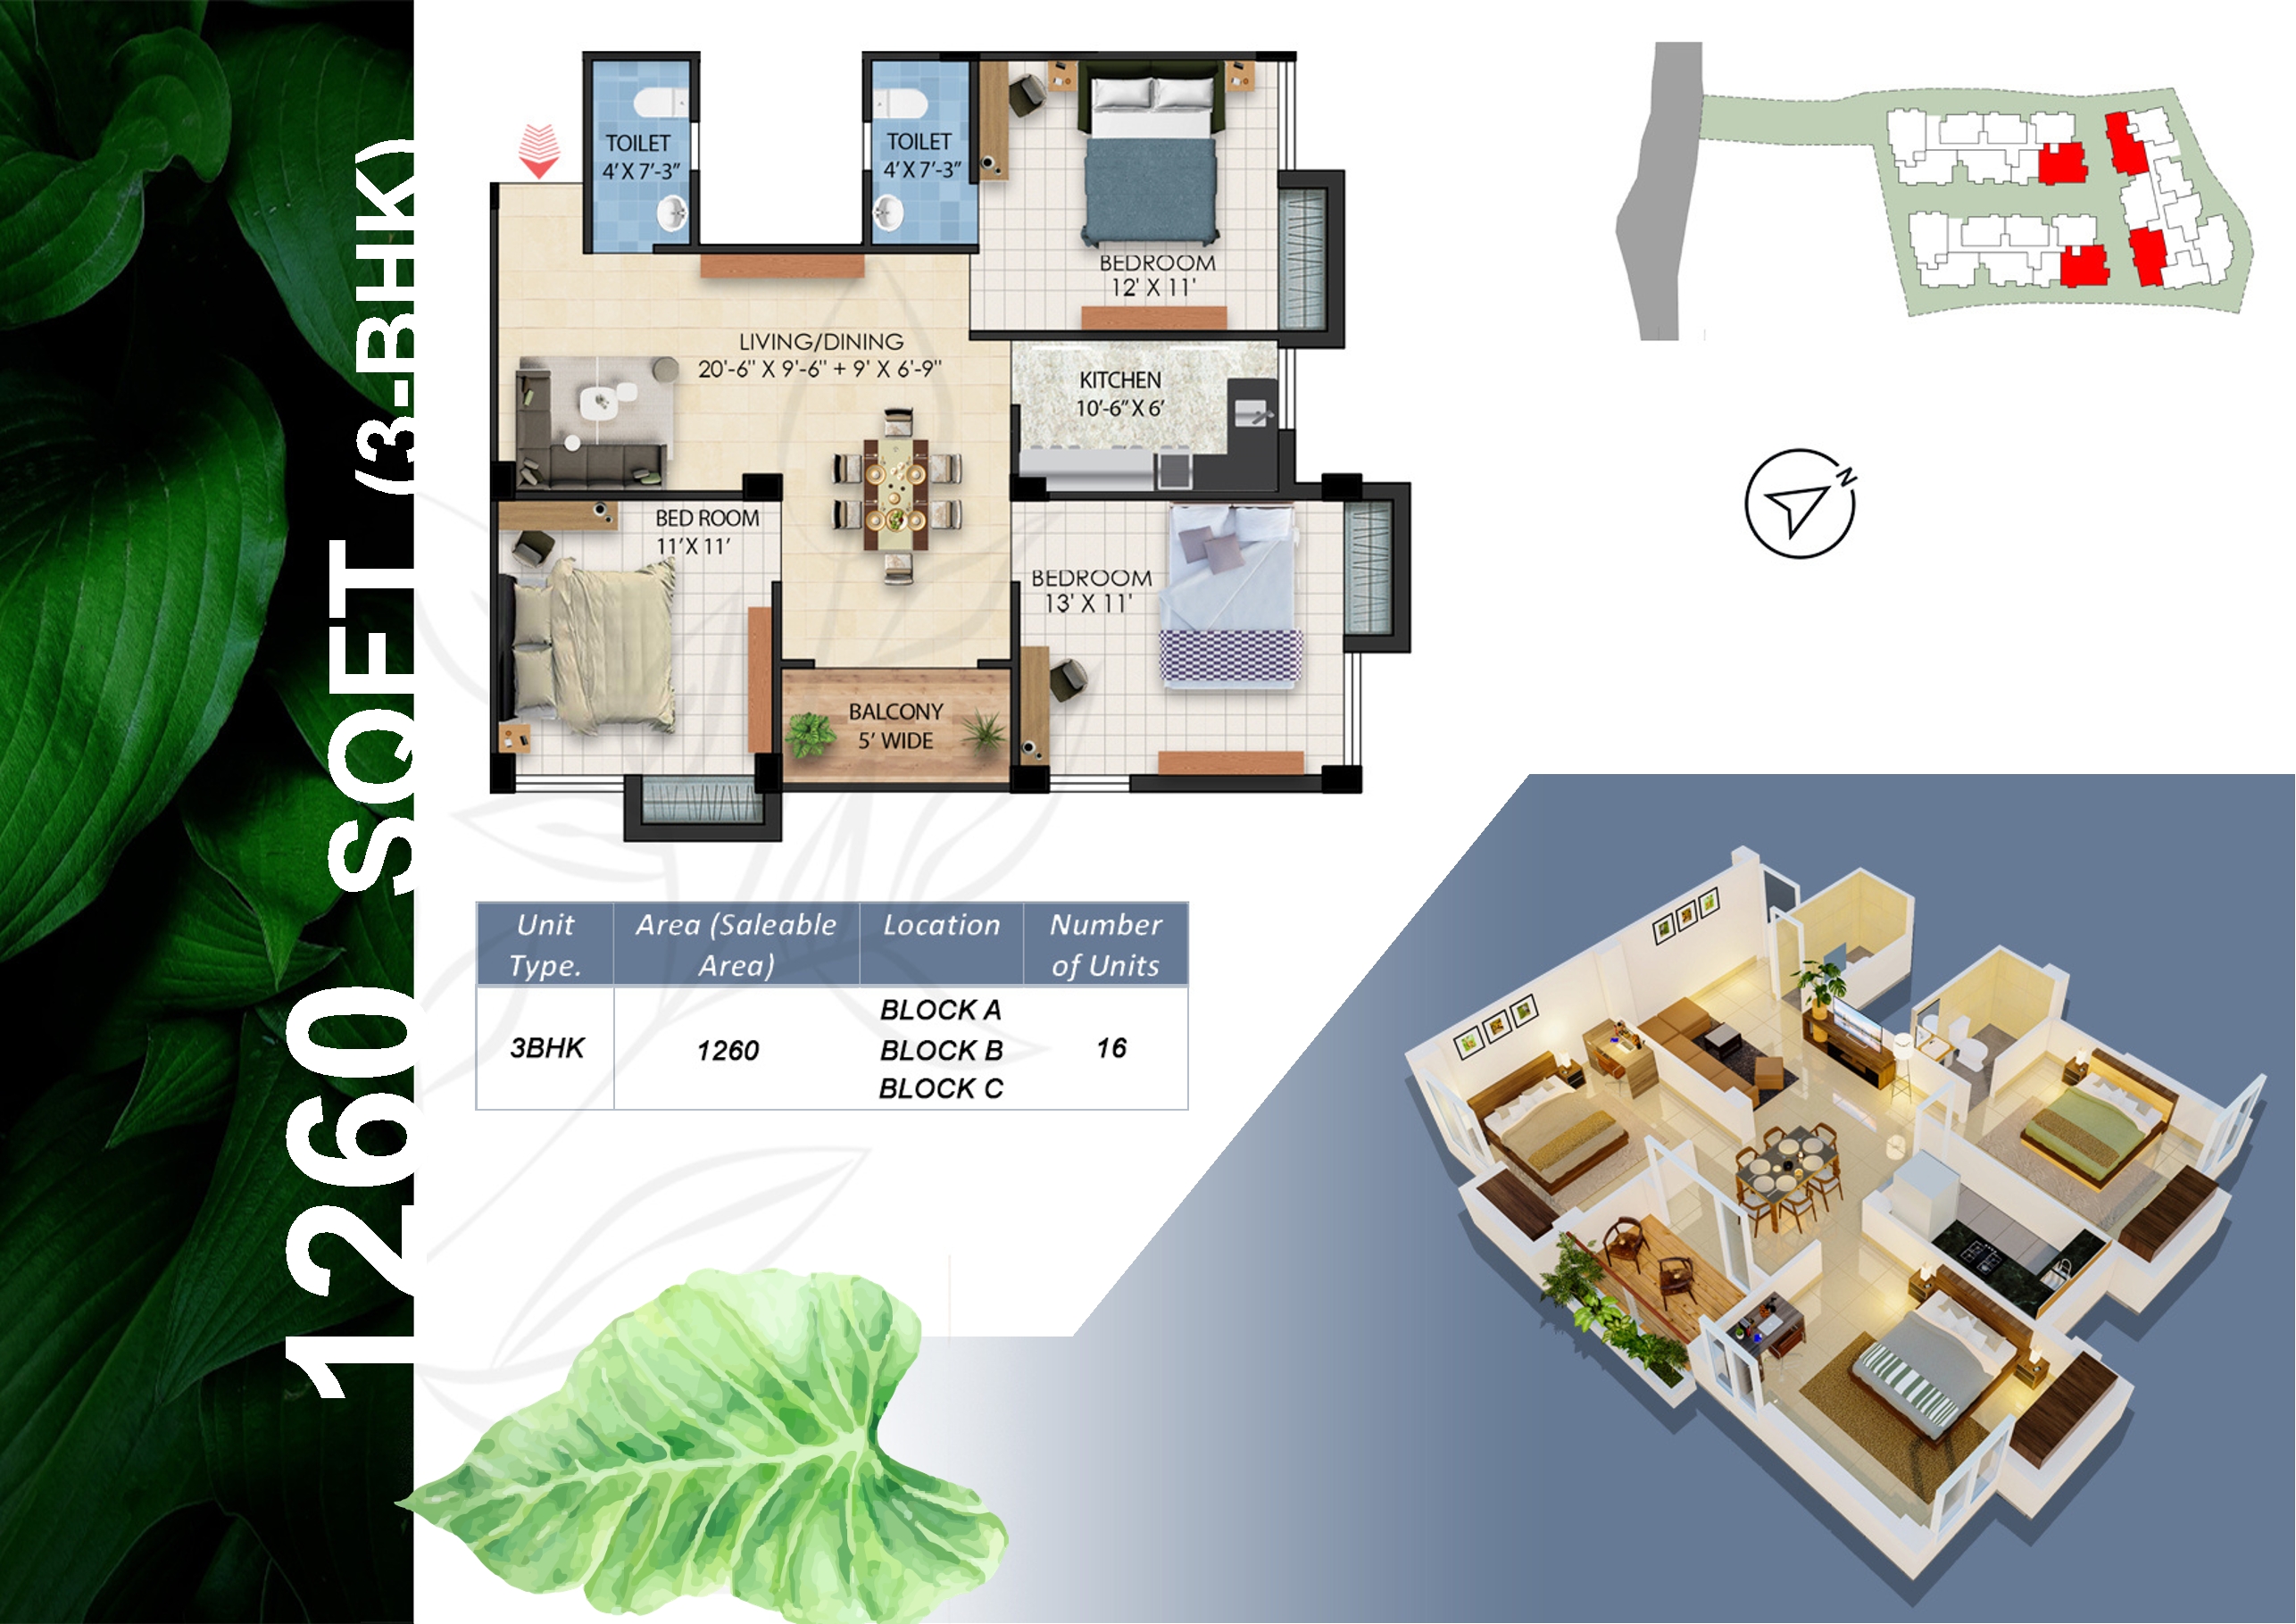 1260 SQFT (3-BHK)
TOILET
4’X 7’-3”
TOILET
4’X 7’-3”
BEDROOM
12' X 11'
LIVING/DINING
20'-6" X 9'-6" + 9' X 6'-9"
KITCHEN
10’-6”X 6’
BED ROOM
11’X 11’
BEDROOM
13' X 11'
BALCONY
5’ WIDE
N
Unit Type.
Area (Saleable Area)
Location
Number of Units
3BHK
1260
BLOCK A
BLOCK B
BLOCK C
16